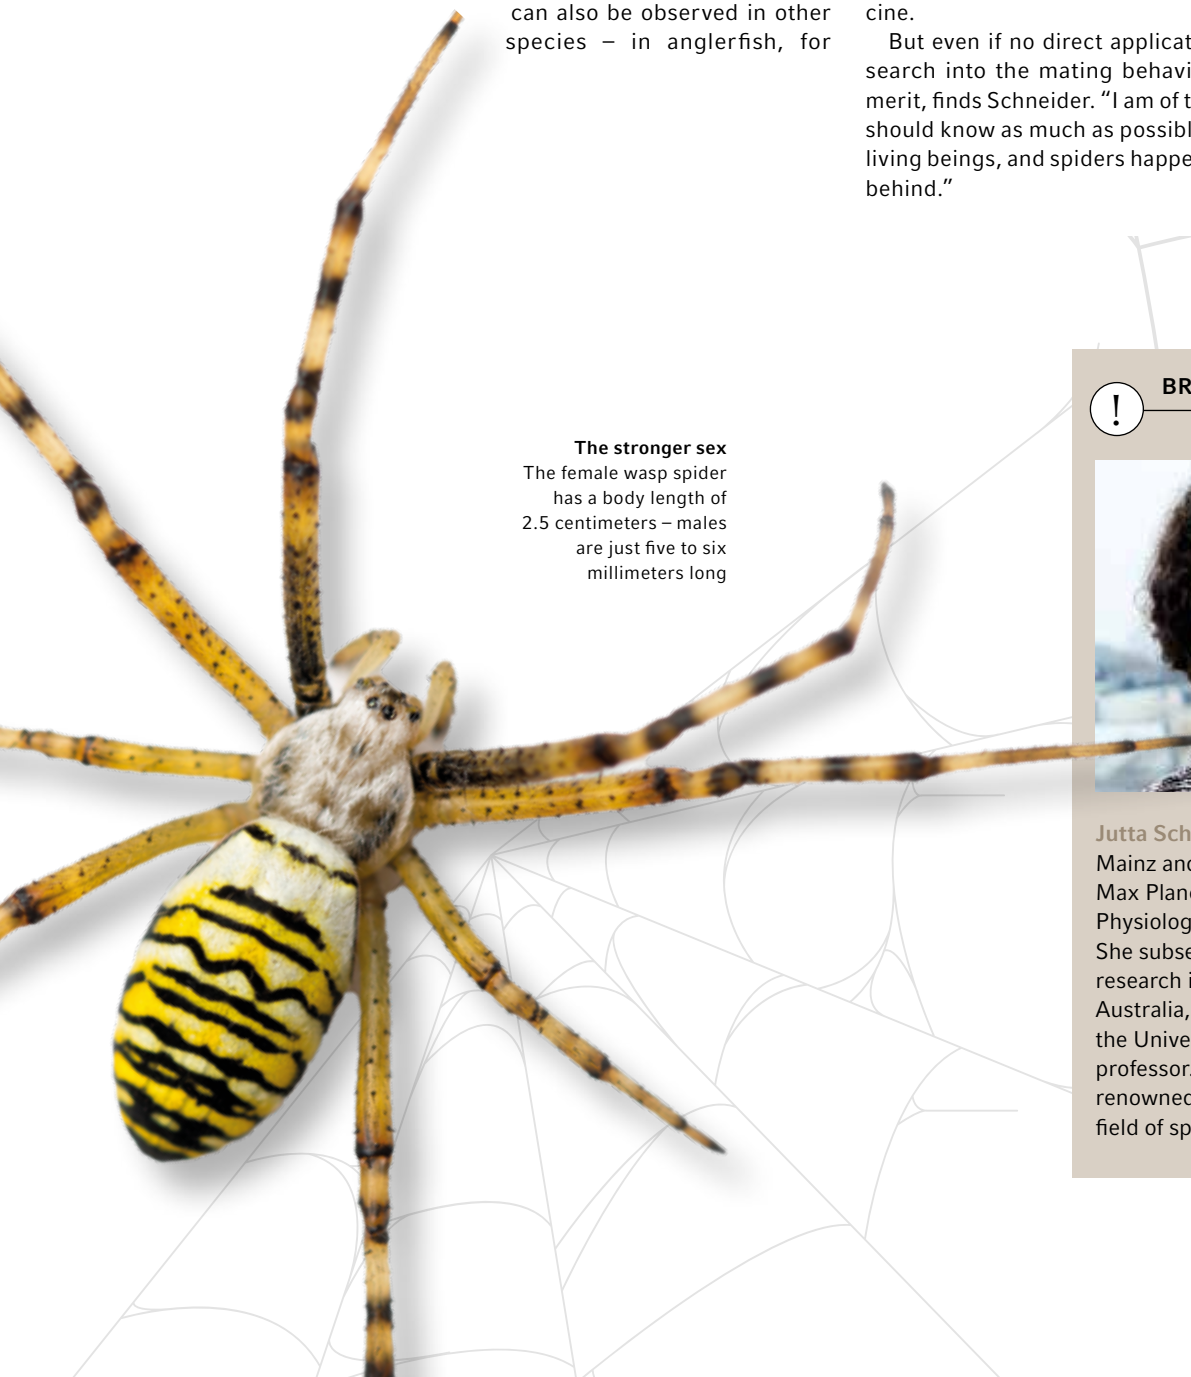 can also be observed in other
species – in anglerfish, for
cine.
But even if no direct applicat
search into the mating behavi
merit, finds Schneider. “I am of t
should know as much as possibl
living beings, and spiders happe
behind.”
The stronger sex
The female wasp spider
has a body length of
2.5 centimeters – males
are just five to six
millimeters long
!
BR
Jutta Sch
Mainz and
Max Planc
Physiolog
She subse
research i
Australia,
the Unive
professor.
renowned
field of sp